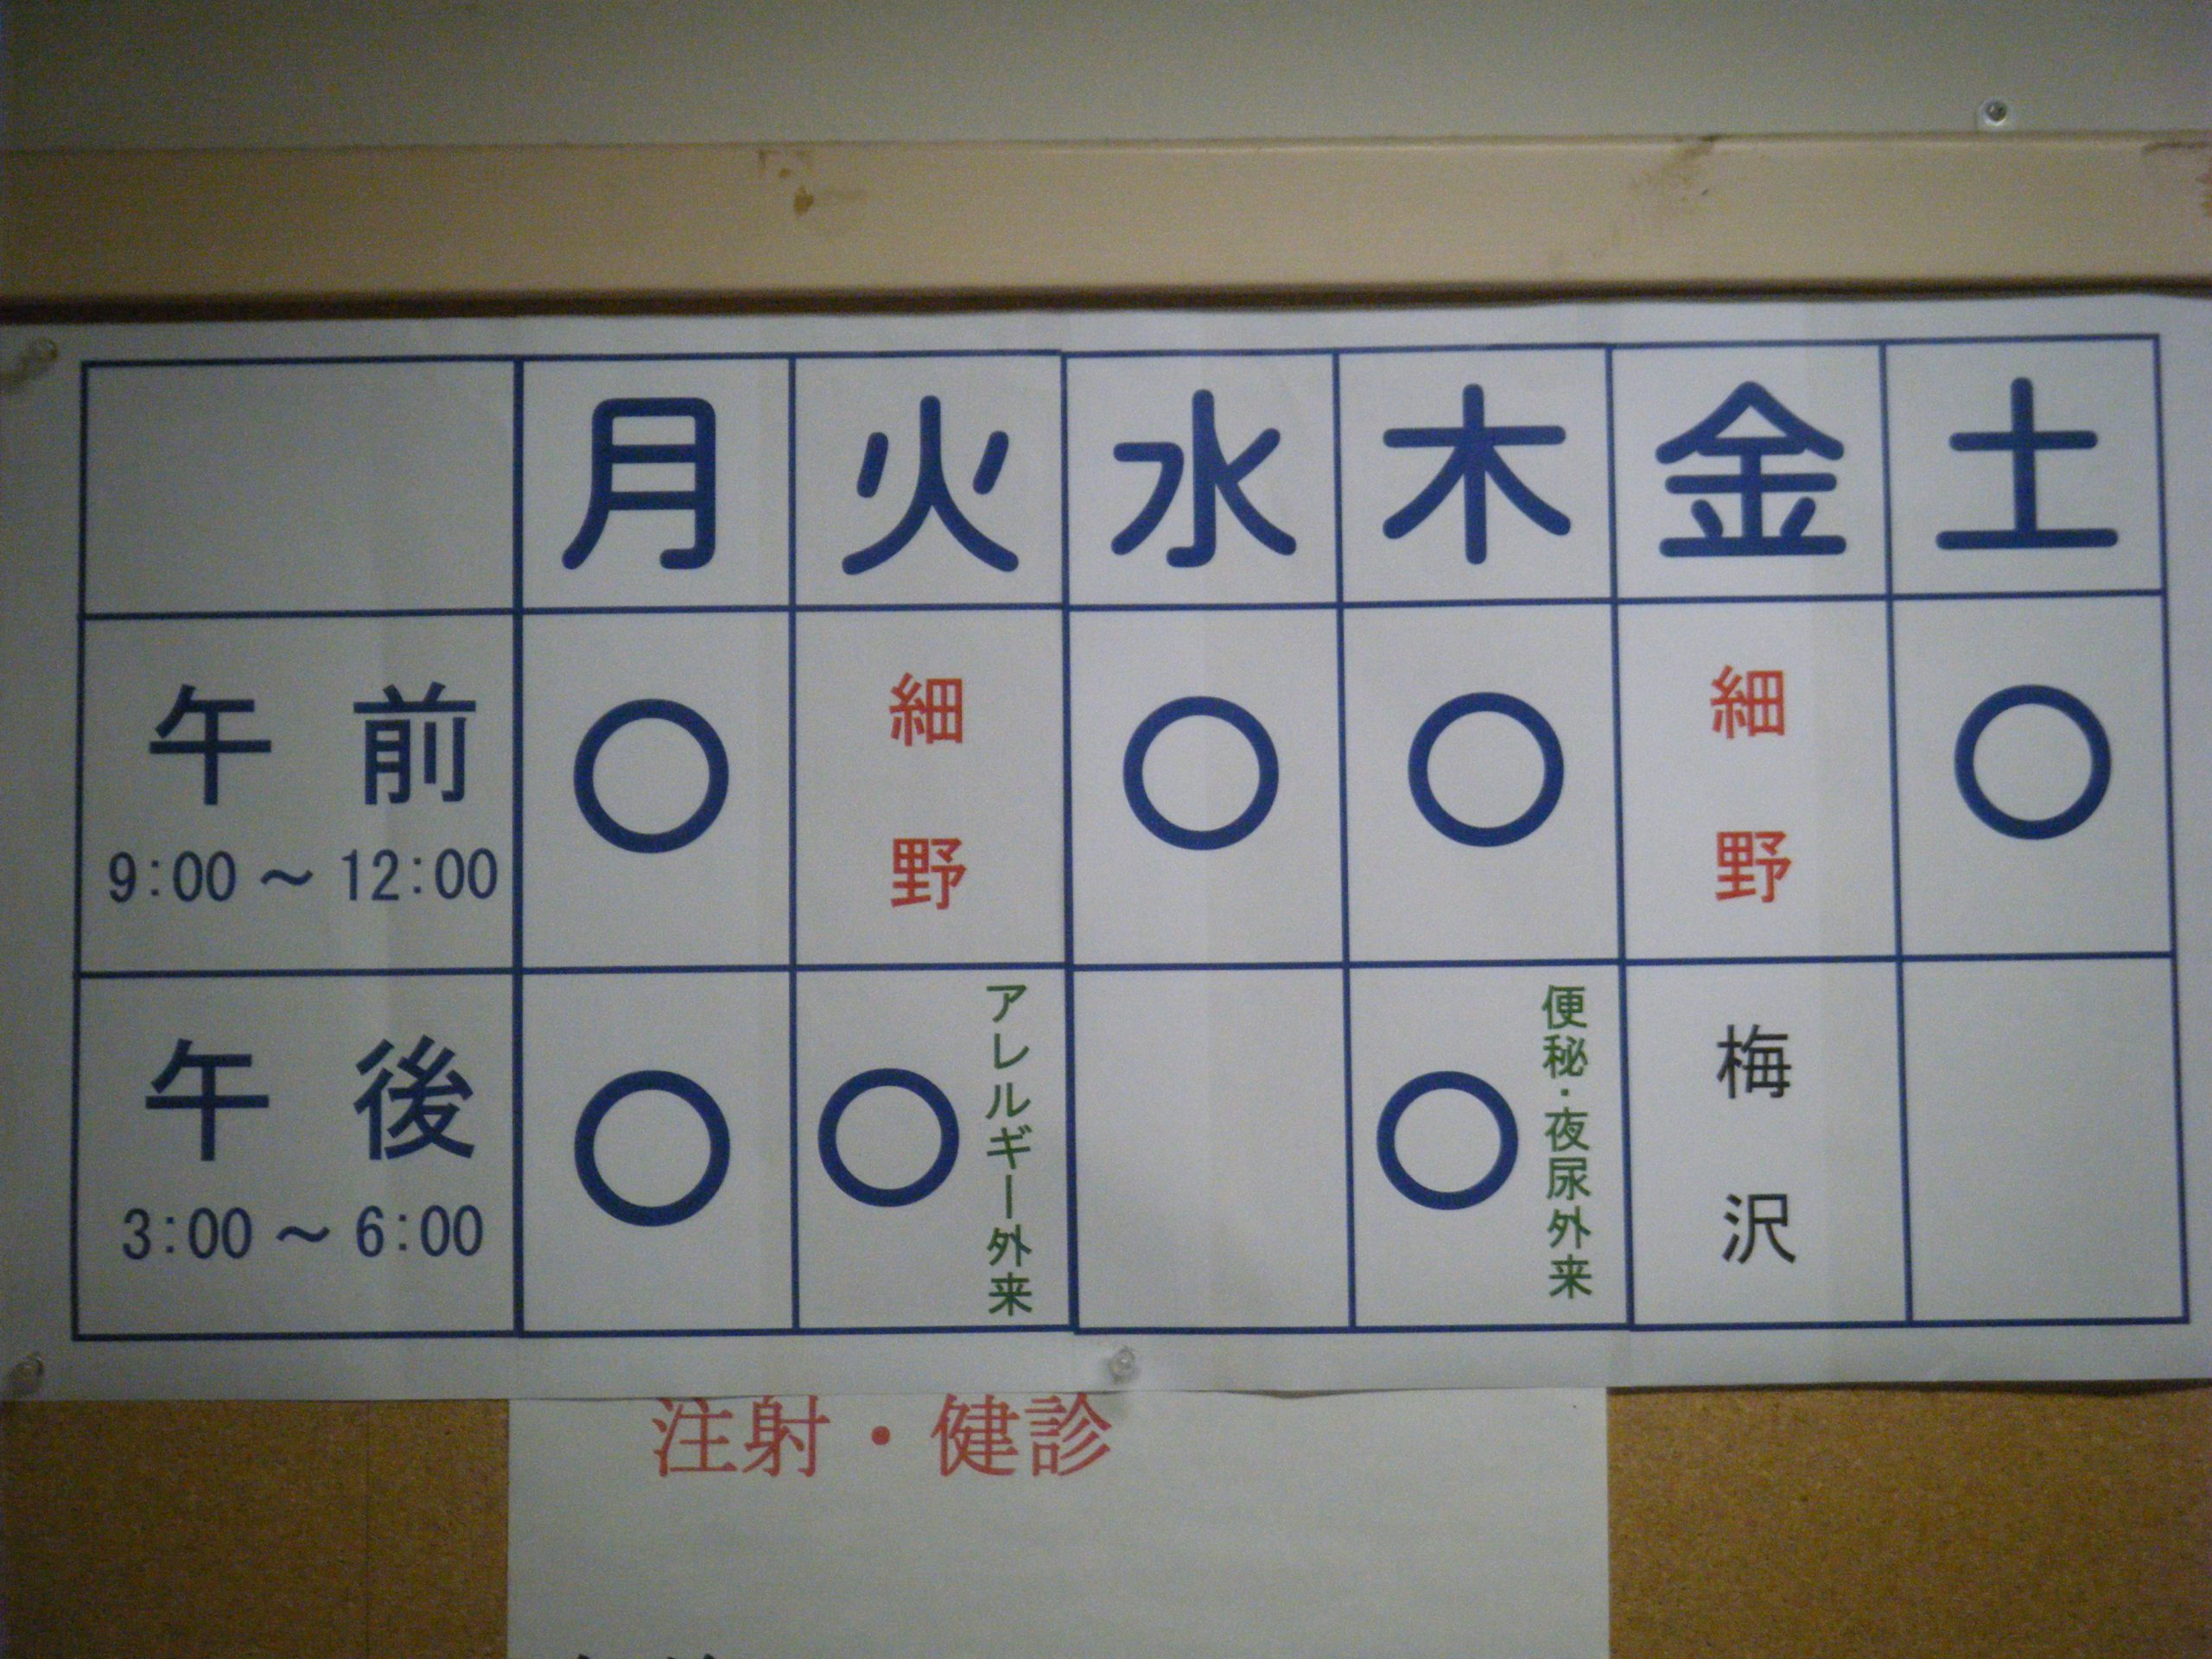 月 火 水 木 金 土
午前 ○ 細野 ○ ○ 細野 ○
9:00～12:00
午後 ○ ○ アレルギー外来 ○ 便秘・夜尿外来 梅沢
3:00～6:00
注射・健診